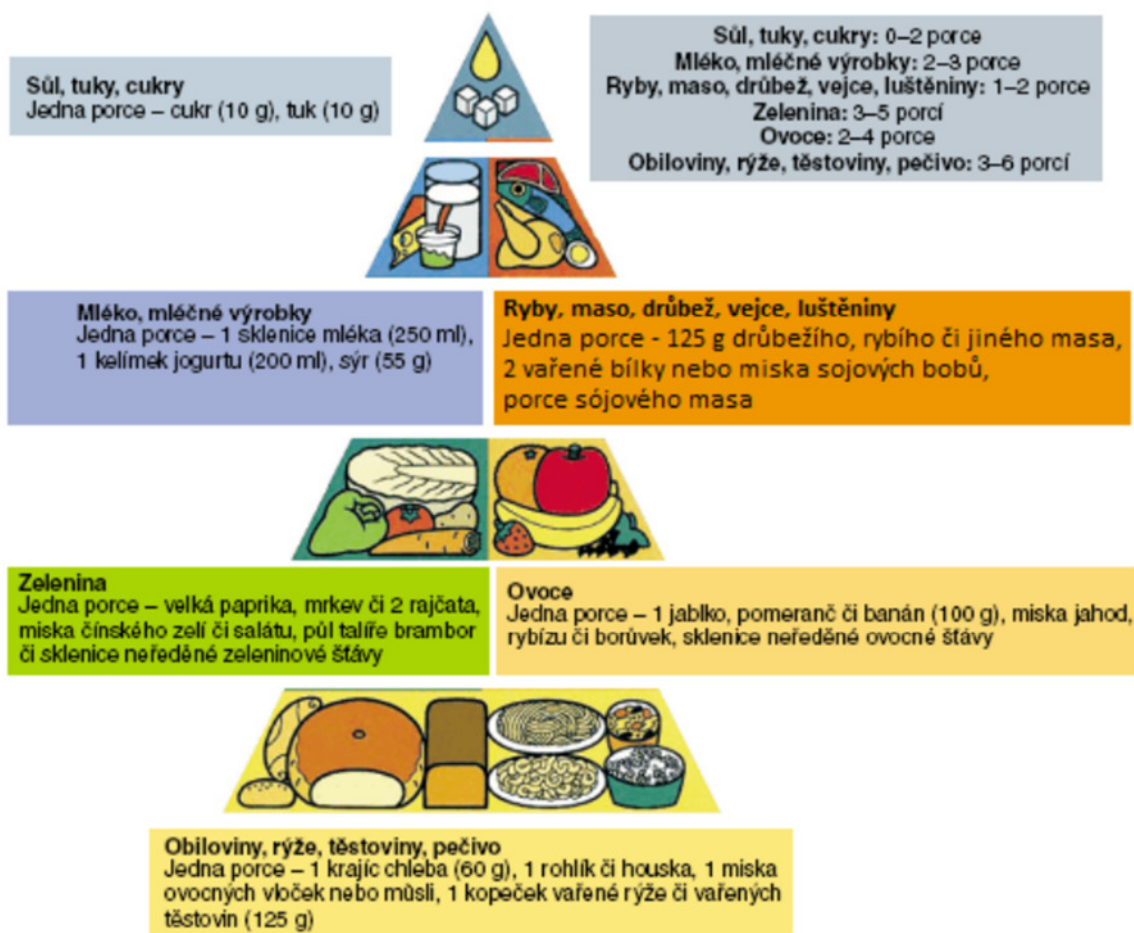 Sůl, tuky, cukry
Jedna porce – cukr (10 g), tuk (10 g)
Sůl, tuky, cukry: 0–2 porce
Mléko, mléčné výrobky: 2–3 porce
Ryby, maso, drůbež, vejce, luštěniny: 1–2 porce
Zelenina: 3–5 porcí
Ovoce: 2–4 porce
Obiloviny, rýže, těstoviny, pečivo: 3–6 porcí
Mléko, mléčné výrobky
Jedna porce – 1 sklenice mléka (250 ml),
1 kelímek jogurtu (200 ml), sýr (55 g)
Ryby, maso, drůbež, vejce, luštěniny
Jedna porce - 125 g drůbežího, rybího či jiného masa,
2 vařené bílky nebo miska sojových bobů,
porce sójového masa
Zelenina
Jedna porce – velká paprika, mrkev či 2 rajčata,
miska čínského zelí či salátu, půl talíře brambor
či sklenice neředěné zeleninové šťávy
Ovoce
Jedna porce – 1 jablko, pomeranč či banán (100 g), miska jahod,
rybízu či borůvek, sklenice neředěné ovocné šťávy
Obiloviny, rýže, těstoviny, pečivo
Jedna porce – 1 krajíc chleba (60 g), 1 rohlík či houska, 1 miska
ovocných vloček nebo müsli, 1 kopeček vařené rýže či vařených
těstovin (125 g)